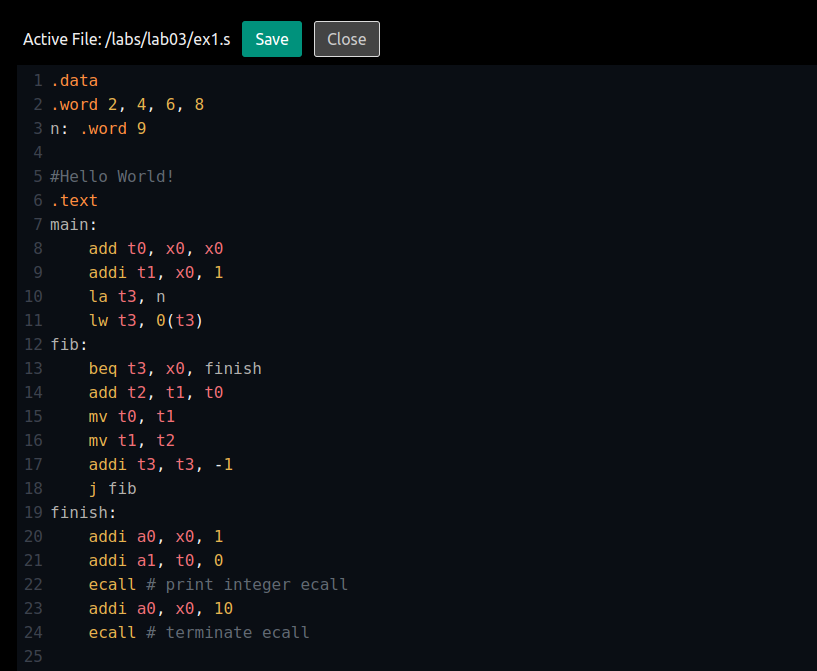 Active File: /labs/lab03/ex1.s Save Close
1 .data
2 .word 2, 4, 6, 8
3 n: .word 9
4
5 #Hello World!
6 .text
7 main:
8     add t0, x0, x0
9     addi t1, x0, 1
10     la t3, n
11     lw t3, 0(t3)
12 fib:
13     beq t3, x0, finish
14     add t2, t1, t0
15     mv t0, t1
16     mv t1, t2
17     addi t3, t3, -1
18     j fib
19 finish:
20     addi a0, x0, 1
21     addi a1, t0, 0
22     ecall # print integer ecall
23     addi a0, x0, 10
24     ecall # terminate ecall
25